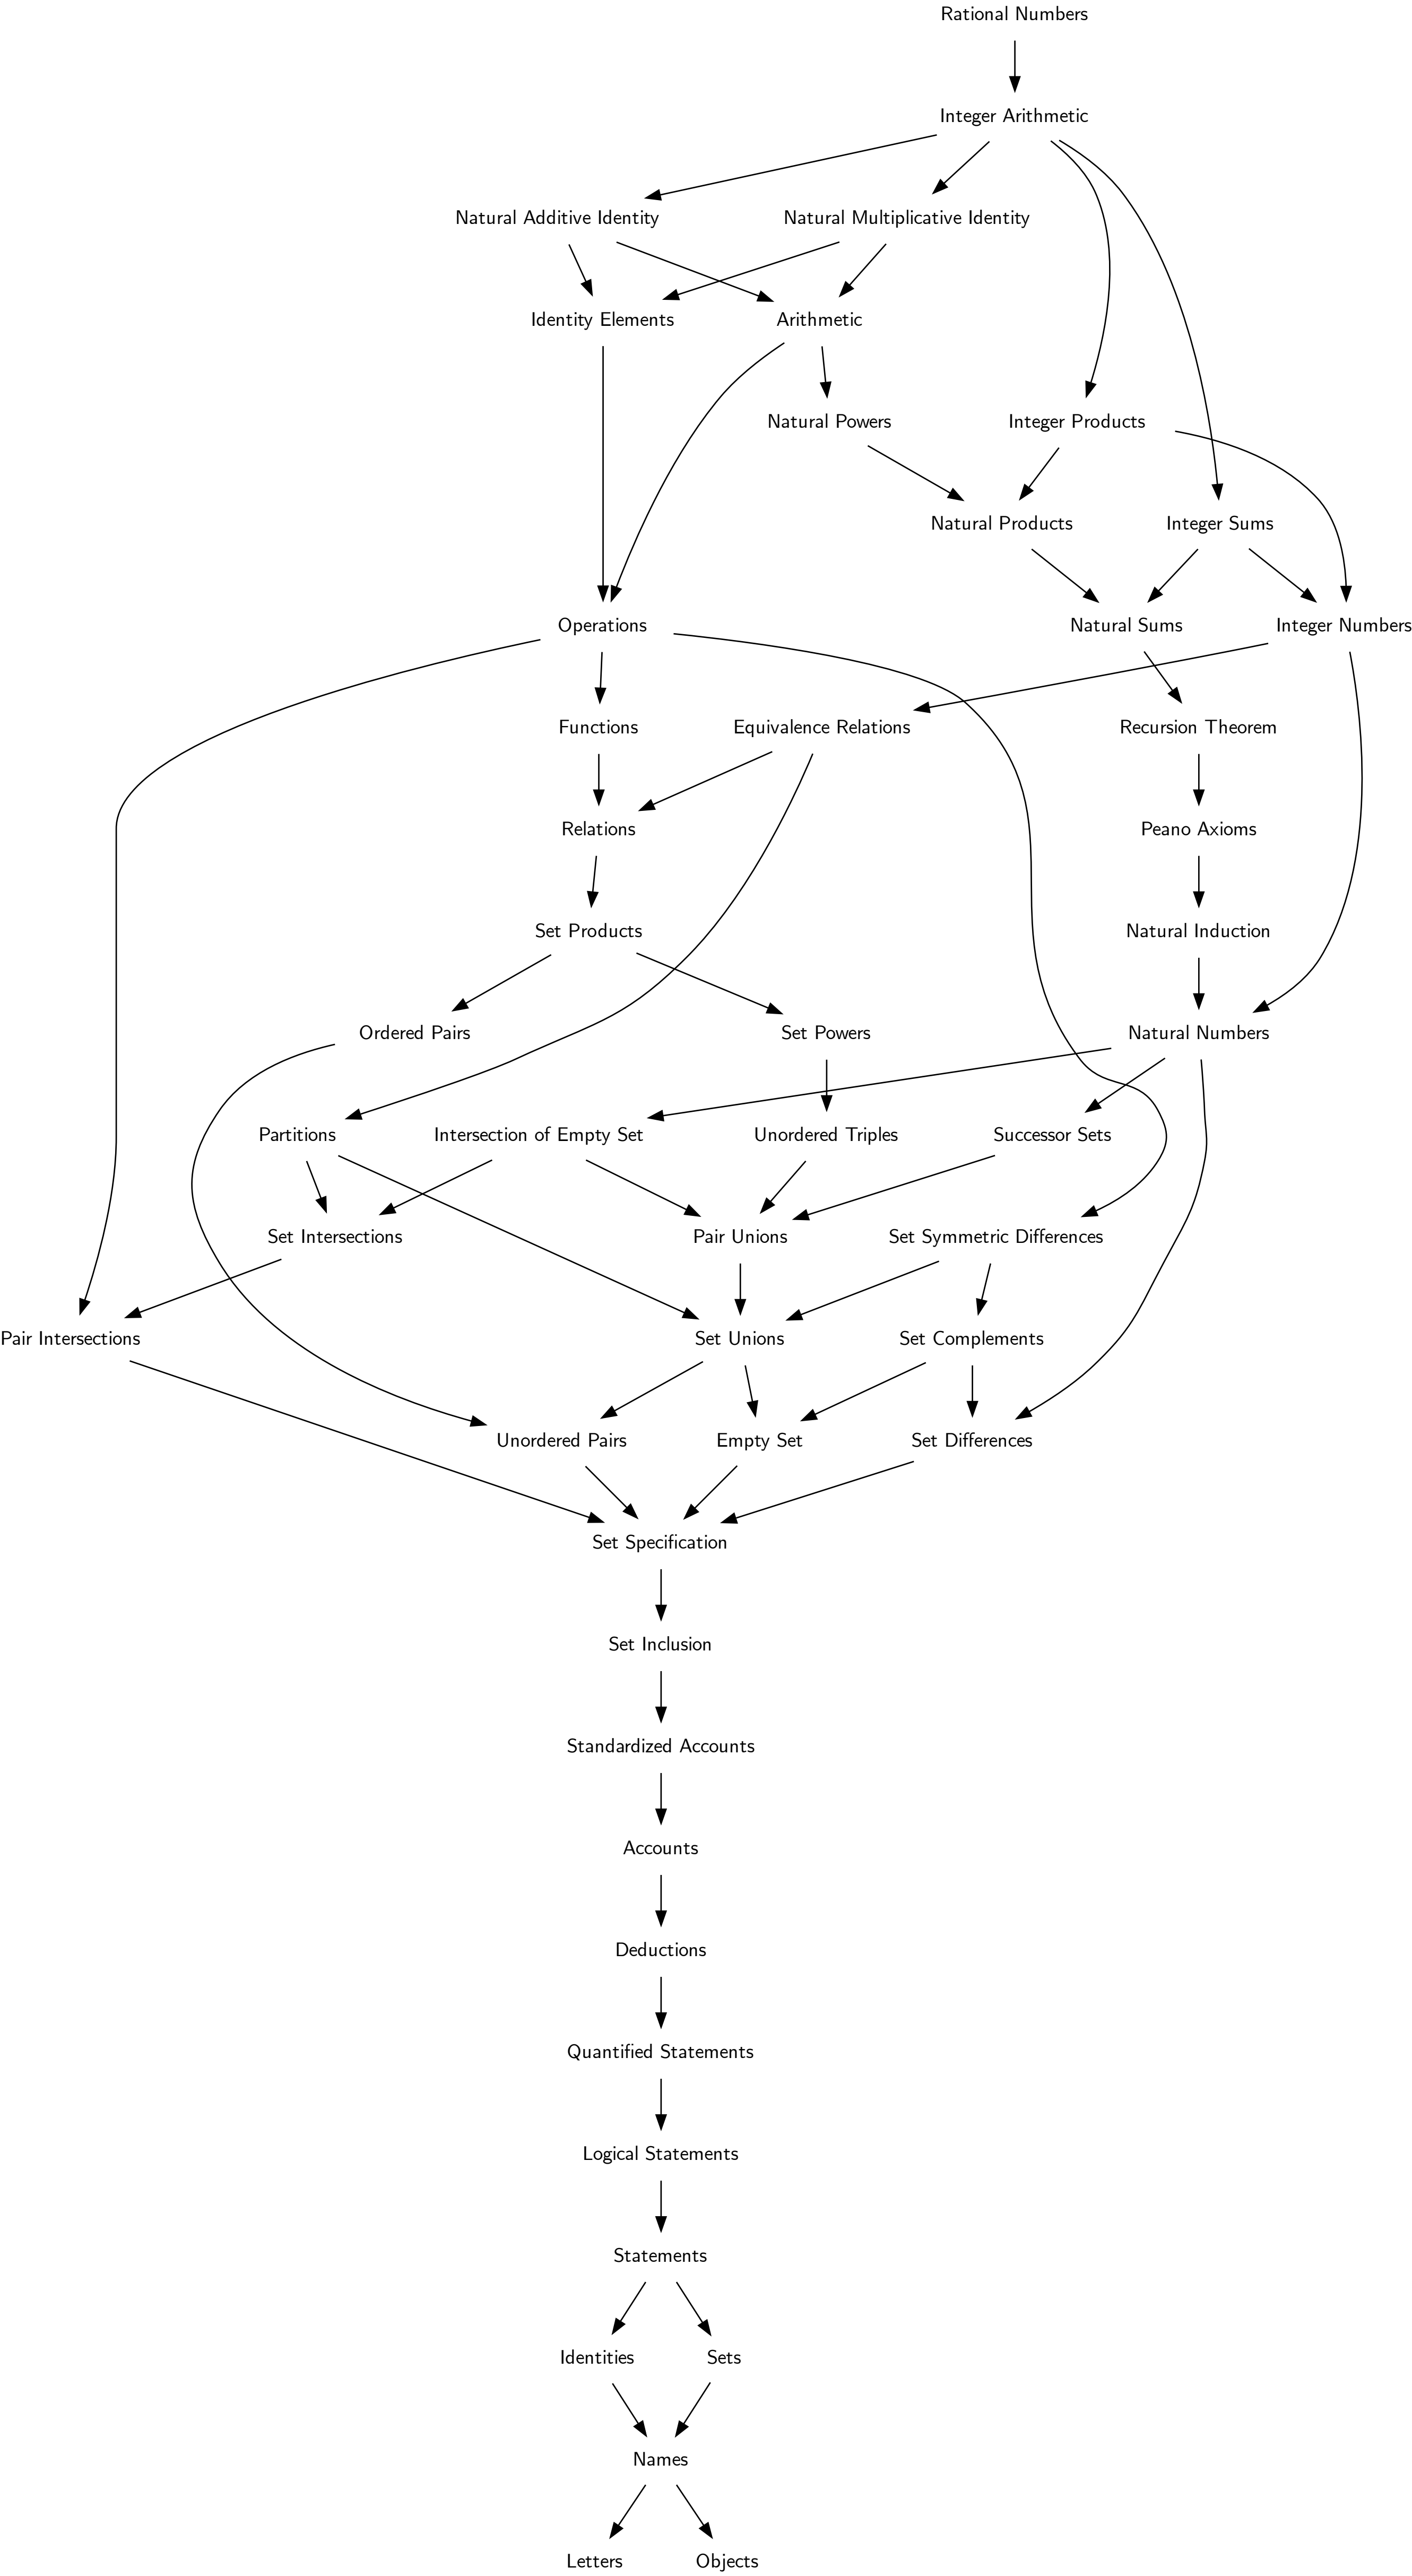 Rational Numbers
Integer Arithmetic
Natural Additive Identity
Natural Multiplicative Identity
Identity Elements
Arithmetic
Natural Powers
Integer Products
Natural Products
Integer Sums
Operations
Natural Sums
Integer Numbers
Functions
Equivalence Relations
Recursion Theorem
Relations
Peano Axioms
Set Products
Natural Induction
Ordered Pairs
Set Powers
Natural Numbers
Partitions
Intersection of Empty Set
Unordered Triples
Successor Sets
Set Intersections
Pair Unions
Set Symmetric Differences
Pair Intersections
Set Unions
Set Complements
Unordered Pairs
Empty Set
Set Differences
Set Specification
Set Inclusion
Standardized Accounts
Accounts
Deductions
Quantified Statements
Logical Statements
Statements
Identities
Sets
Names
Letters
Objects